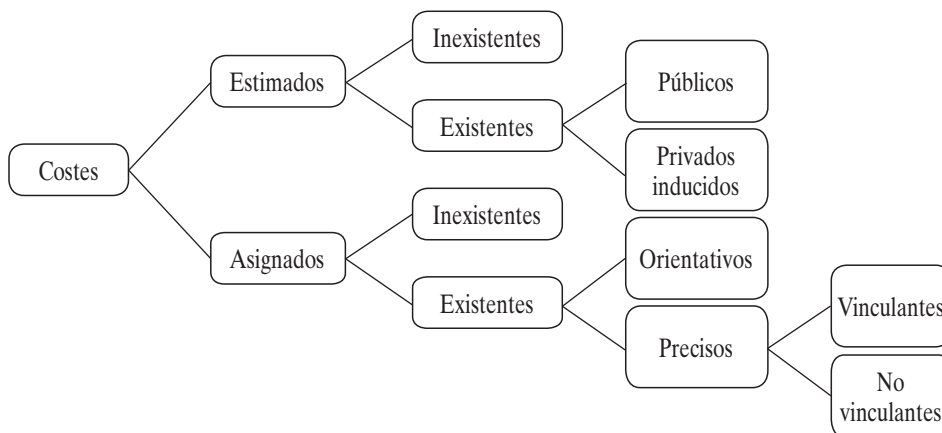 Inexistentes
Estimados
Públicos
Existentes
Costes
Privados
inducidos
Inexistentes
Asignados
Orientativos
Existentes
Vinculantes
Precisos
No
vinculantes